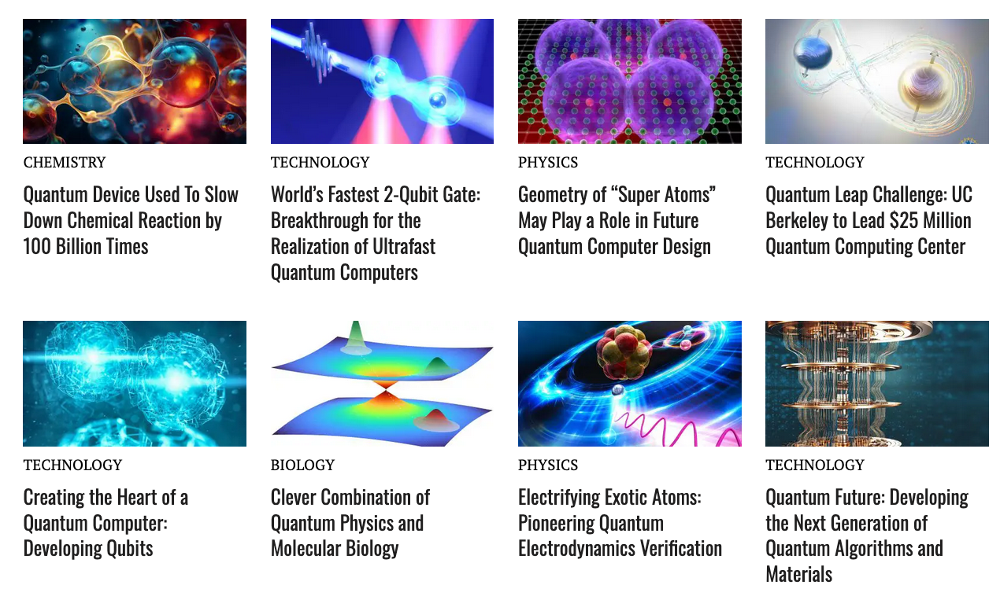 CHEMISTRY
Quantum Device Used To Slow
Down Chemical Reaction by
100 Billion Times
TECHNOLOGY
World’s Fastest 2-Qubit Gate:
Breakthrough for the
Realization of Ultrafast
Quantum Computers
PHYSICS
Geometry of “Super Atoms”
May Play a Role in Future
Quantum Computer Design
TECHNOLOGY
Quantum Leap Challenge: UC
Berkeley to Lead $25 Million
Quantum Computing Center
TECHNOLOGY
Creating the Heart of a
Quantum Computer:
Developing Qubits
BIOLOGY
Clever Combination of
Quantum Physics and
Molecular Biology
PHYSICS
Electrifying Exotic Atoms:
Pioneering Quantum
Electrodynamics Verification
TECHNOLOGY
Quantum Future: Developing
the Next Generation of
Quantum Algorithms and
Materials